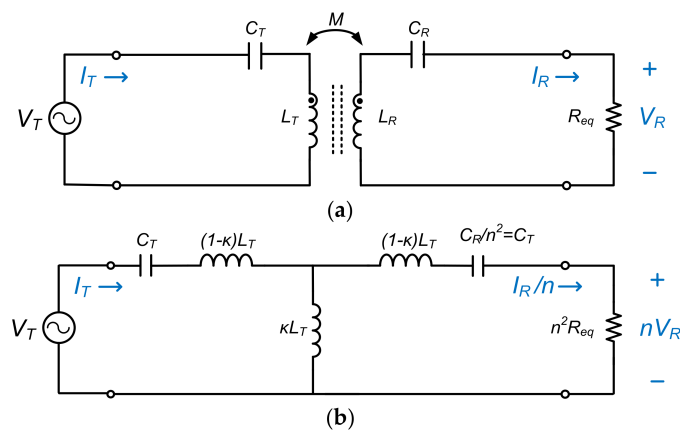 M
C_T C_R
I_T → I_R →
+
V_T L_T L_R R_eq V_R
−
(a)
C_T (1-κ)L_T (1-κ)L_T C_R/n²=C_T
I_T → I_R/n →
+
V_T κL_T n²R_eq nV_R
−
(b)